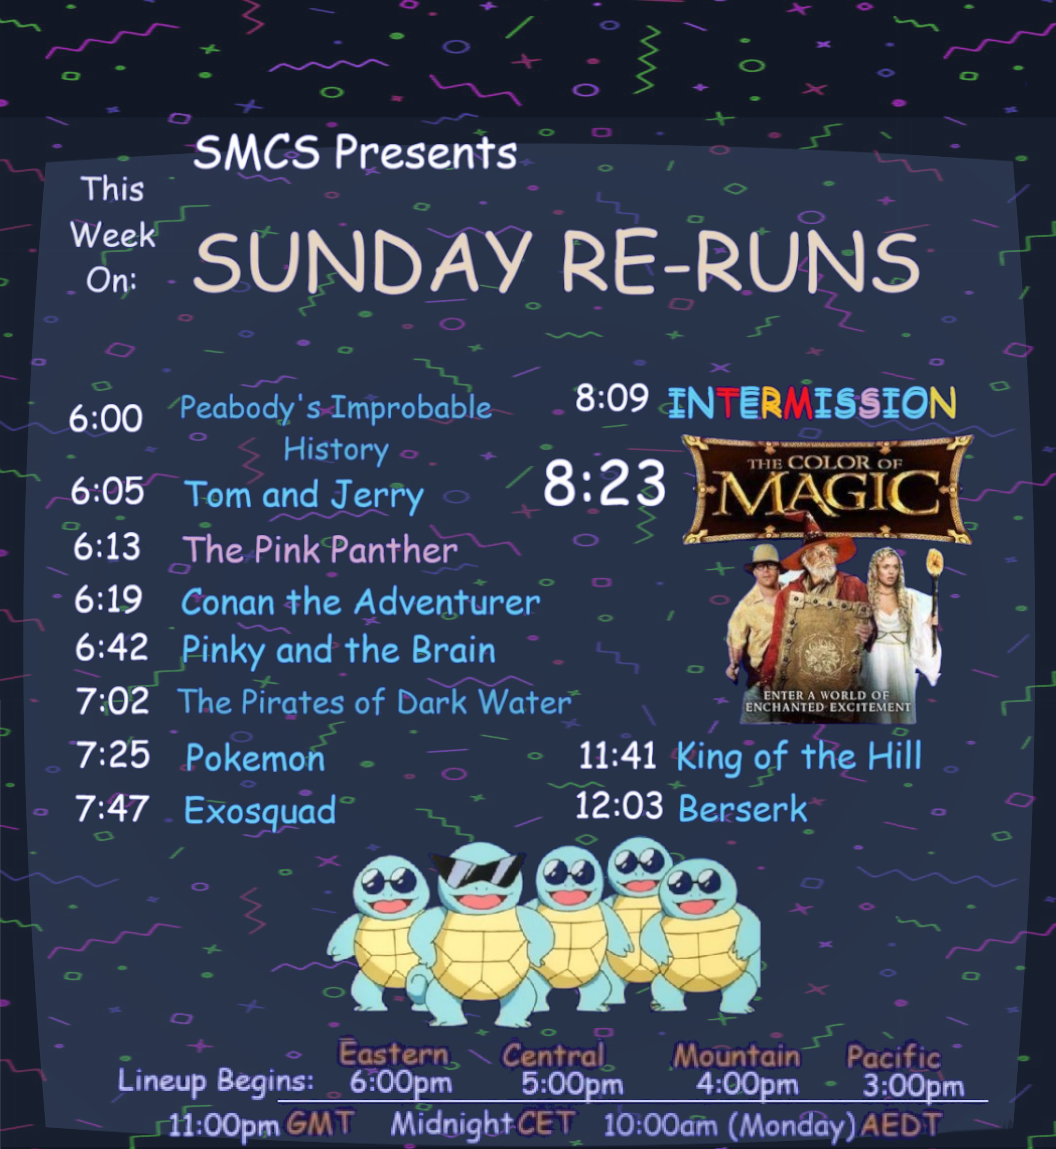 SMCS Presents
This
Week
On:
SUNDAY RE-RUNS
6:00 Peabody's Improbable
History
6:05 Tom and Jerry
6:13 The Pink Panther
6:19 Conan the Adventurer
6:42 Pinky and the Brain
7:02 The Pirates of Dark Water
7:25 Pokemon
7:47 Exosquad
8:09 INTERMISSION
8:23
THE COLOR OF
MAGIC
ENTER A WORLD OF
ENCHANTED EXCITEMENT
11:41 King of the Hill
12:03 Berserk
Eastern Central Mountain Pacific
Lineup Begins: 6:00pm 5:00pm 4:00pm 3:00pm
11:00pm GMT Midnight CET 10:00am (Monday) AEDT